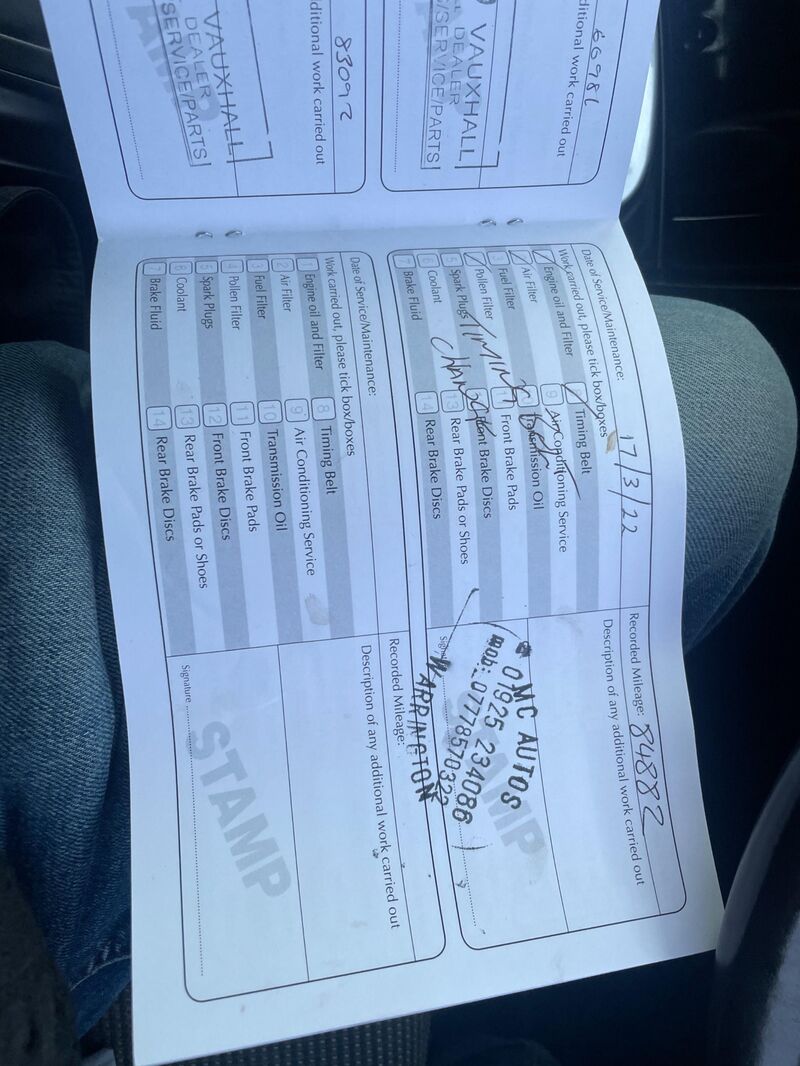 66986
ditional work carried out
VAUXHALL
DEALER
S/SERVICE/PARTS
83092
ditional work carried out
VAUXHALL
DEALER
SERVICE/PARTS
Date of Service/Maintenance: 17/3/22
Work carried out, please tick box/boxes
1 Engine oil and Filter
2 Air Filter
3 Fuel Filter
4 Pollen Filter
5 Spark Plugs
6 Coolant
7 Brake Fluid
8 Timing Belt
9 Air Conditioning Service
10 Transmission Oil
11 Front Brake Pads
12 Front Brake Discs
13 Rear Brake Pads or Shoes
14 Rear Brake Discs
TIMING BELT
CHANGE
Recorded Mileage: 84882
Description of any additional work carried out
STAMP
OMC AUTOS
01925 234086
mob: 07778570322
WARRINGTON
Date of Service/Maintenance:
Work carried out, please tick box/boxes
1 Engine oil and Filter
2 Air Filter
3 Fuel Filter
4 Pollen Filter
5 Spark Plugs
6 Coolant
7 Brake Fluid
8 Timing Belt
9 Air Conditioning Service
10 Transmission Oil
11 Front Brake Pads
12 Front Brake Discs
13 Rear Brake Pads or Shoes
14 Rear Brake Discs
Recorded Mileage:
Description of any additional work carried out
STAMP
Signature